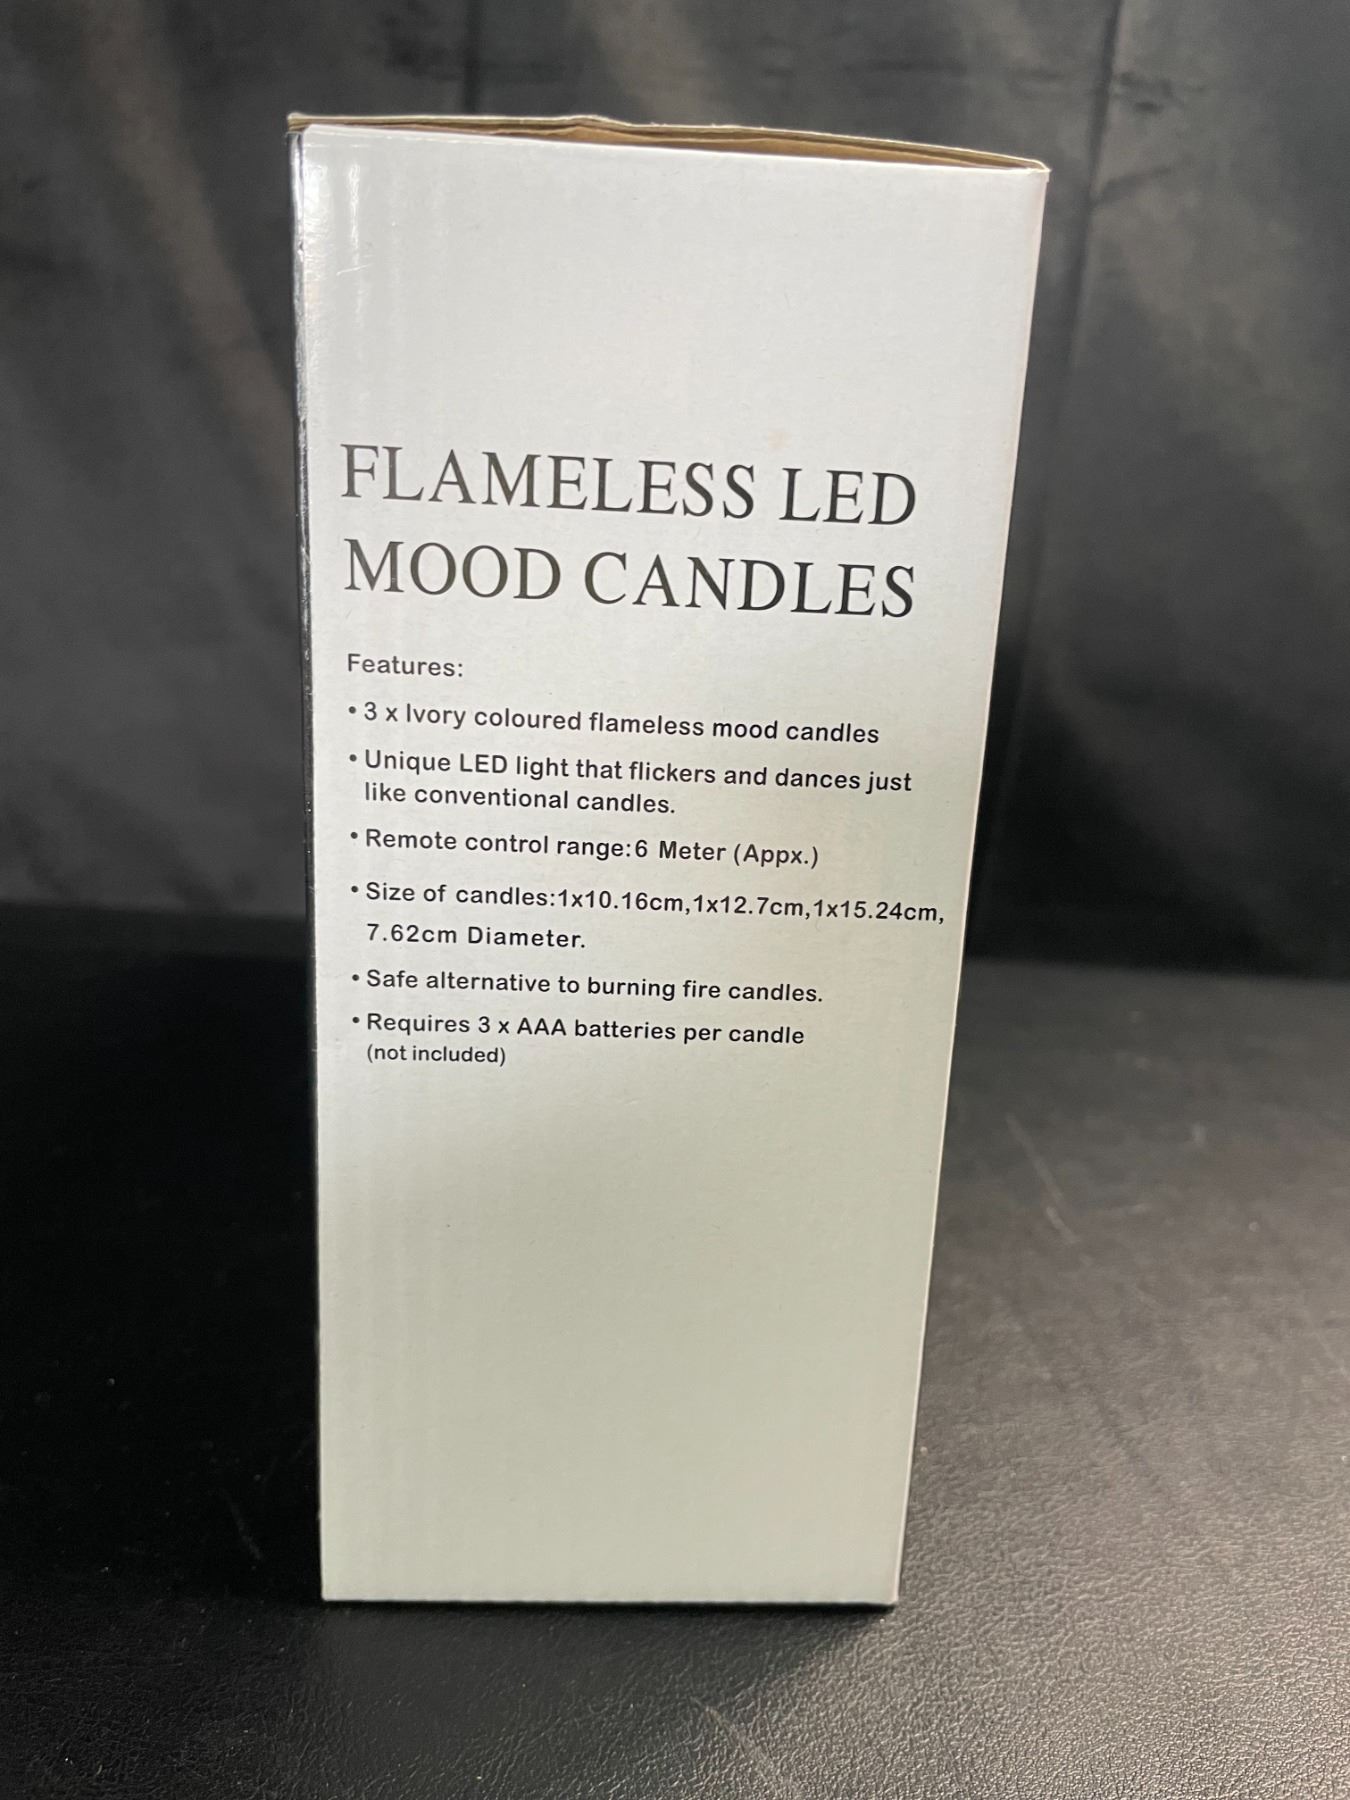 FLAMELESS LED
MOOD CANDLES
Features:
• 3 x Ivory coloured flameless mood candles
• Unique LED light that flickers and dances just
like conventional candles.
• Remote control range:6 Meter (Appx.)
• Size of candles:1x10.16cm,1x12.7cm,1x15.24cm,
7.62cm Diameter.
• Safe alternative to burning fire candles.
• Requires 3 x AAA batteries per candle
(not included)